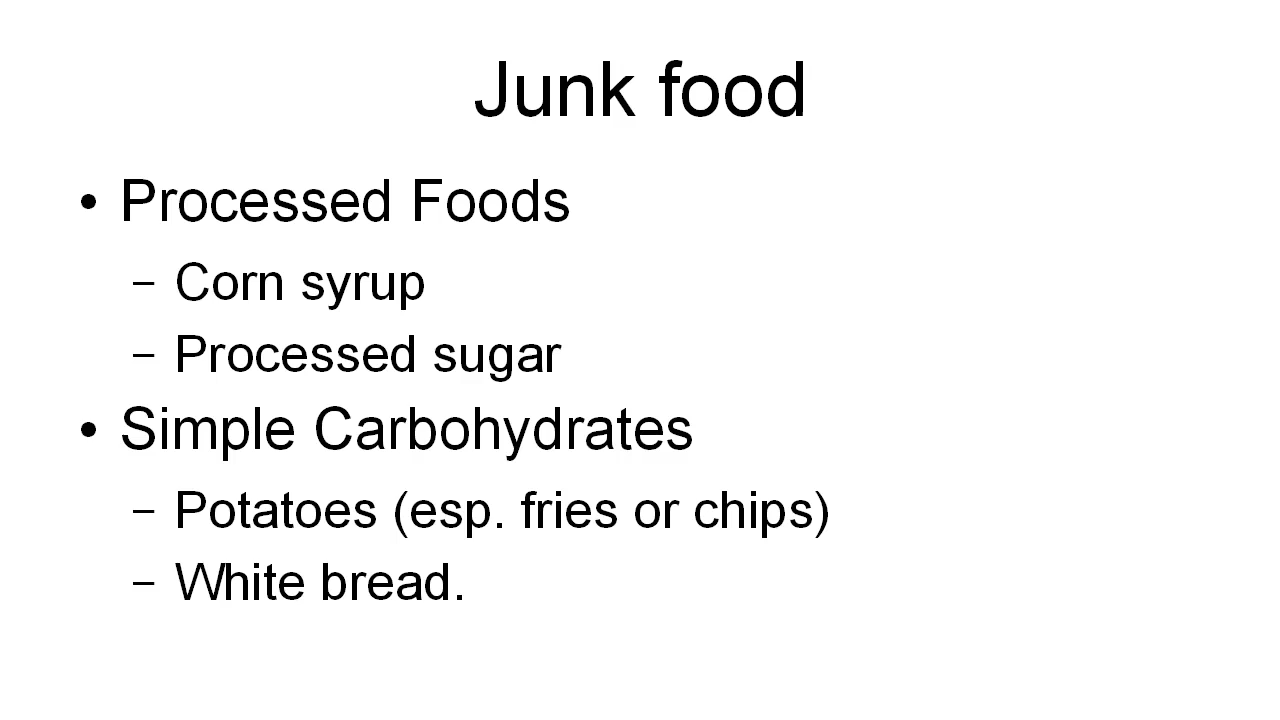 Junk food
• Processed Foods
– Corn syrup
– Processed sugar
• Simple Carbohydrates
– Potatoes (esp. fries or chips)
– White bread.